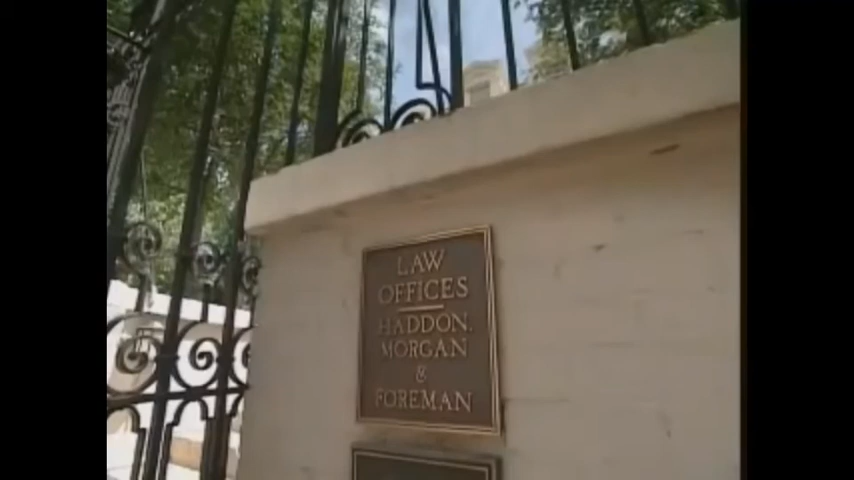 LAW
OFFICES
HADDON,
MORGAN
&
FOREMAN